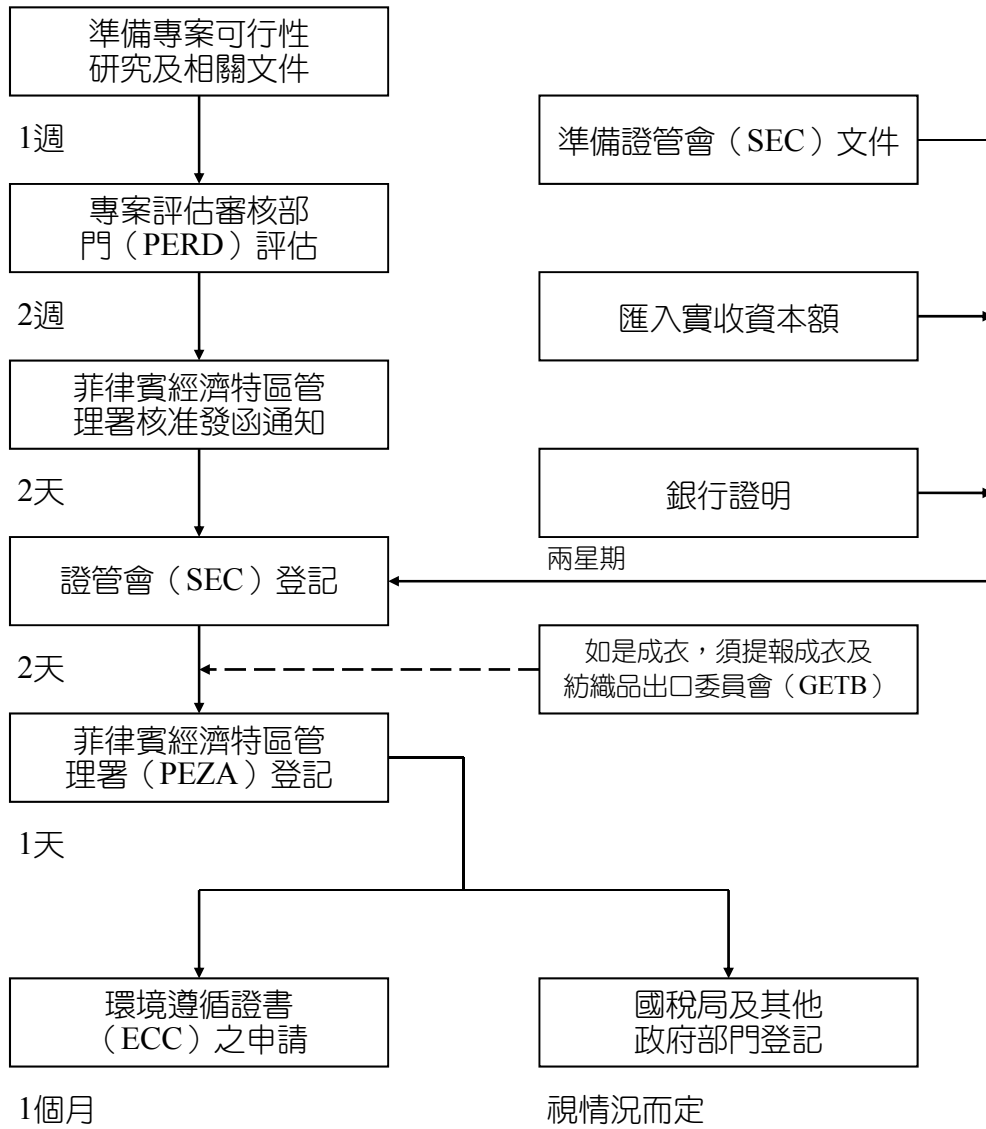 準備專案可行性
研究及相關文件
1週
準備證管會（SEC）文件
專案評估審核部
門（PERD）評估
2週
匯入實收資本額
菲律賓經濟特區管
理署核准發函通知
2天
銀行證明
兩星期
證管會（SEC）登記
2天
如是成衣，須提報成衣及
紡織品出口委員會（GETB）
菲律賓經濟特區管
理署（PEZA）登記
1天
環境遵循證書
（ECC）之申請
國稅局及其他
政府部門登記
1個月
視情況而定